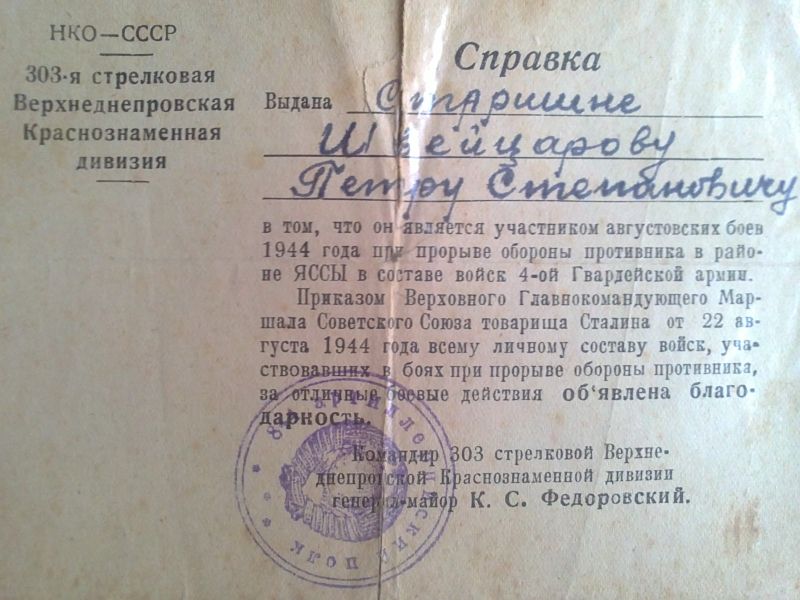 НКО—СССР
303-я стрелковая
Верхнеднепровская
Краснознаменная
дивизия
Справка
Выдана Старшине
Швейцарову
Петру Степановичу
в том, что он является участником августовских боев
1944 года при прорыве обороны противника в райо-
не ЯССЫ в составе войск 4-ой Гвардейской армии.
Приказом Верховного Главнокомандующего Мар-
шала Советского Союза товарища Сталина от 22 ав-
густа 1944 года всему личному составу войск, уча-
ствовавших в боях при прорыве обороны противника,
за отличные боевые действия об‘явлена благо-
дарность.
Командир 303 стрелковой Верхне-
днепровской Краснознаменной дивизии
генерал-майор К. С. Федоровский.
артиллерийский полк